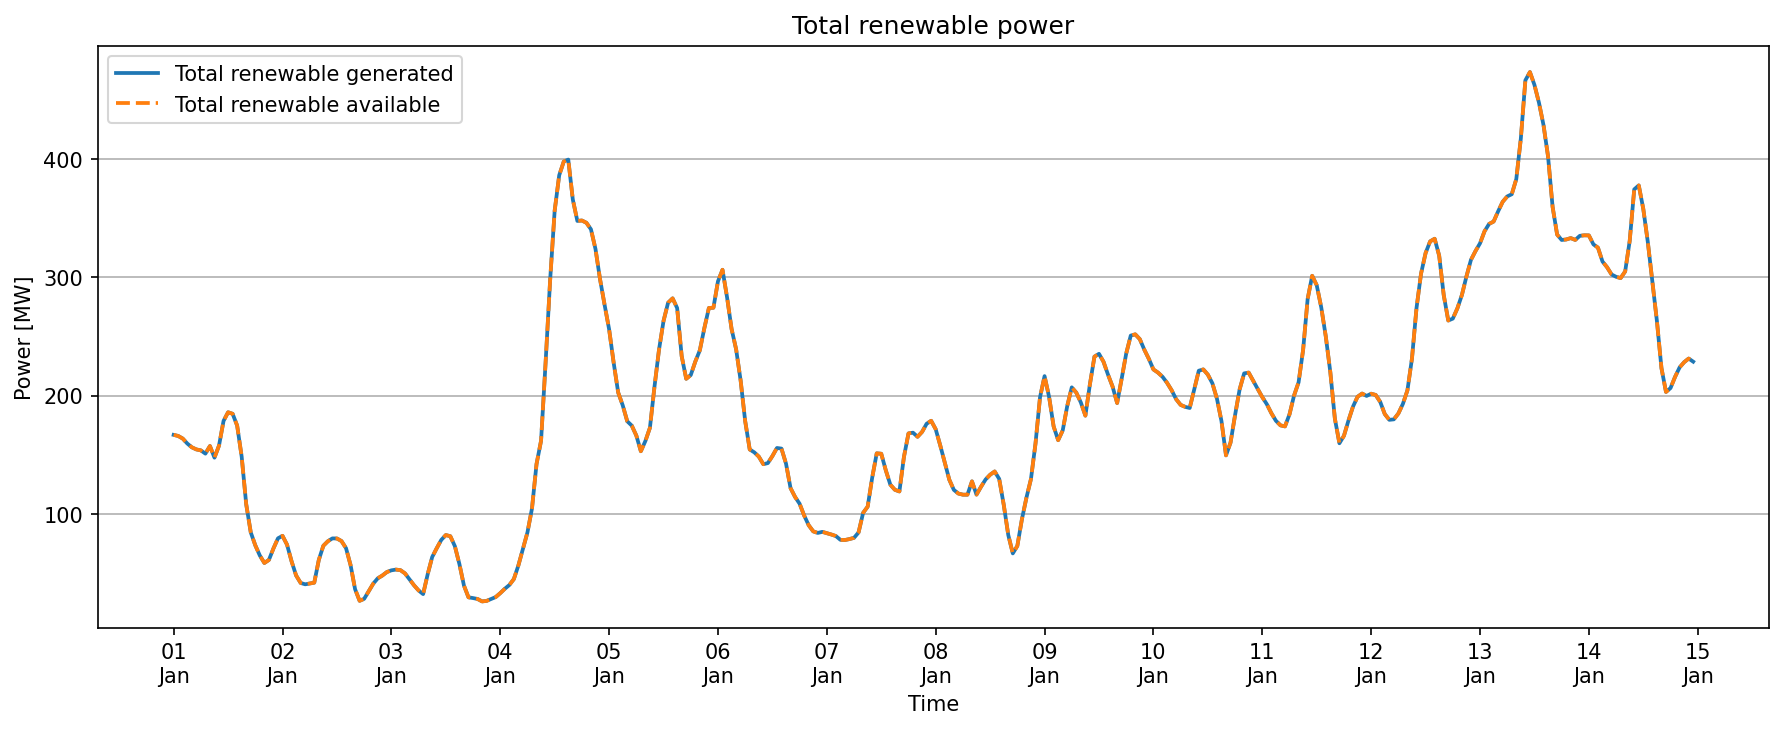 Total renewable power
Total renewable generated
Total renewable available
Power [MW]
400
300
200
100
01 02 03 04 05 06 07 08 09 10 11 12 13 14 15
Jan Jan Jan Jan Jan Jan Jan Jan Jan Jan Jan Jan Jan Jan Jan
Time